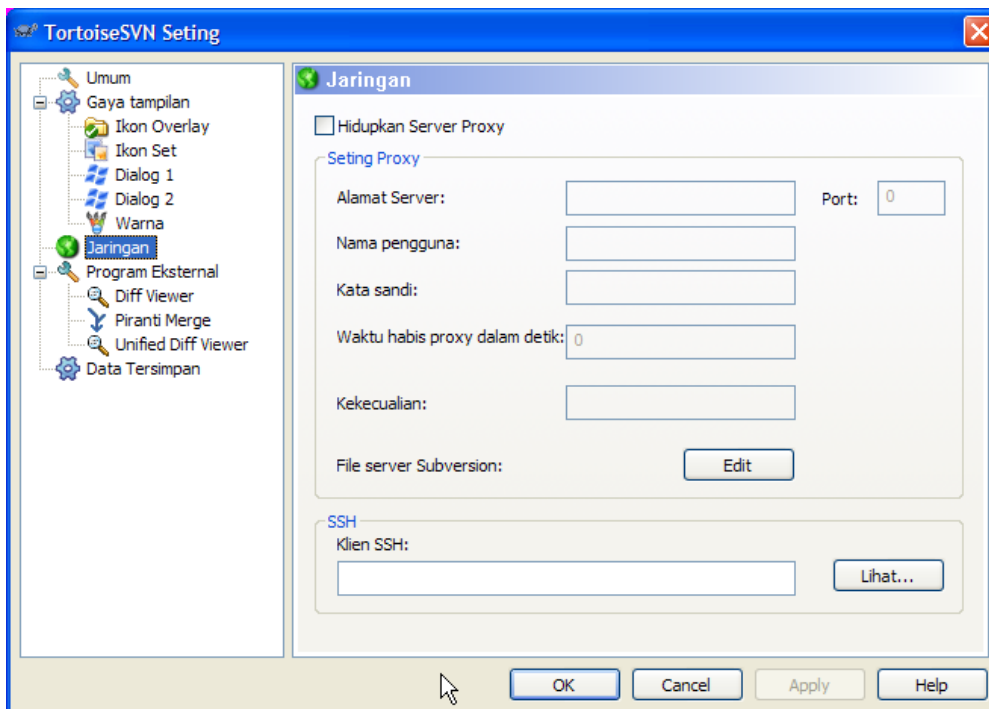 TortoiseSVN Seting
Umum
Gaya tampilan
Ikon Overlay
Ikon Set
Dialog 1
Dialog 2
Warna
Jaringan
Program Eksternal
Diff Viewer
Piranti Merge
Unified Diff Viewer
Data Tersimpan
Jaringan
Hidupkan Server Proxy
Seting Proxy
Alamat Server:
Port: 0
Nama pengguna:
Kata sandi:
Waktu habis proxy dalam detik: 0
Kekecualian:
File server Subversion: Edit
SSH
Klien SSH:
Lihat...
OK Cancel Apply Help